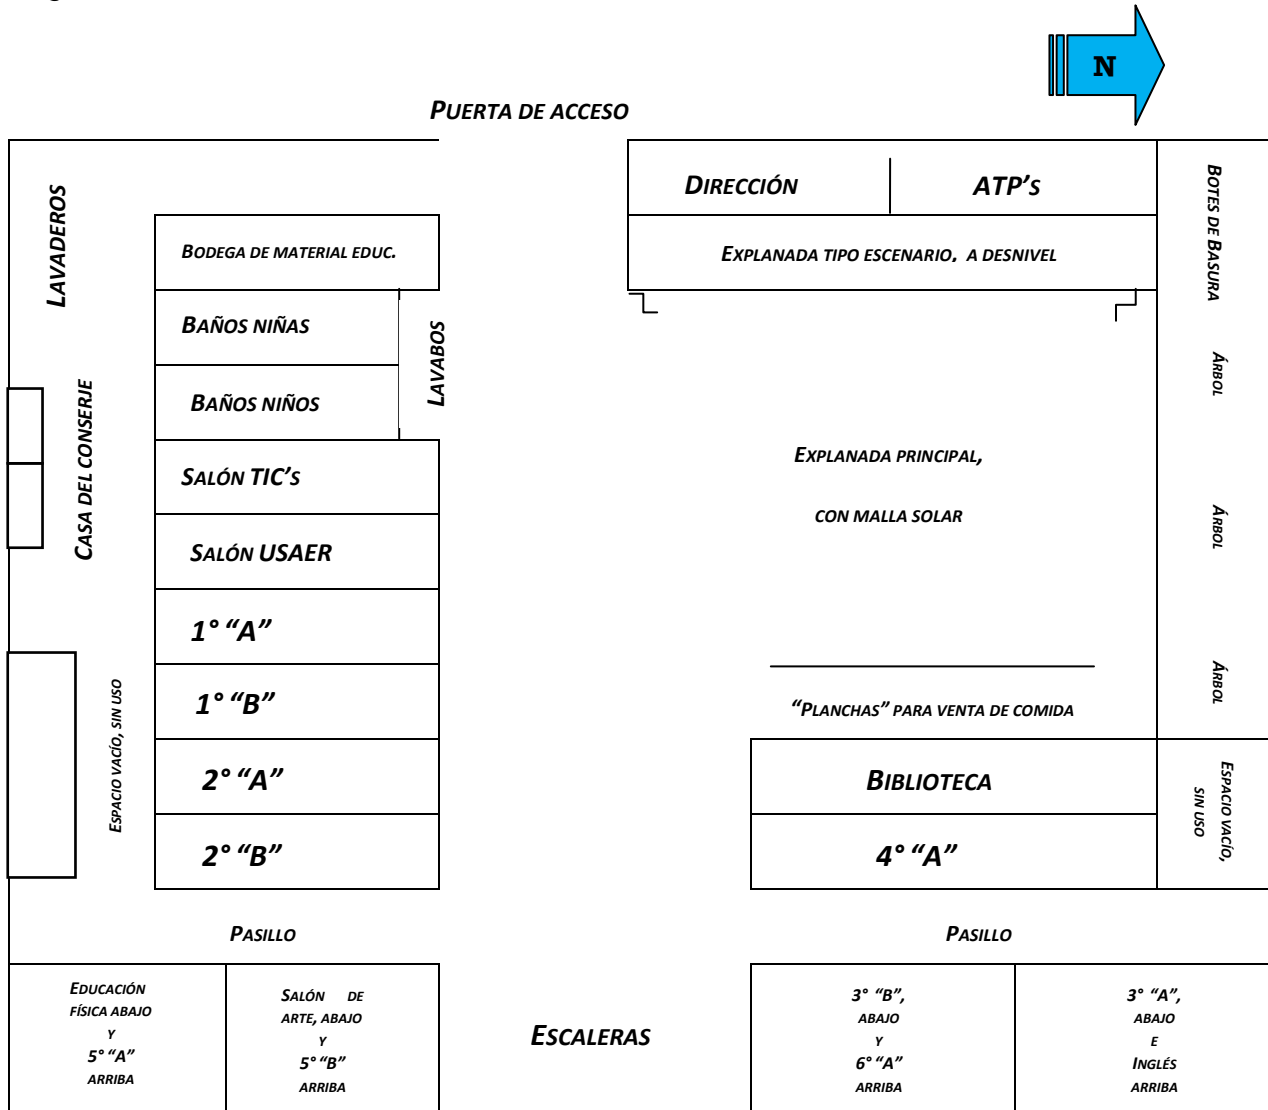 N
PUERTA DE ACCESO
LAVADEROS
DIRECCIÓN
ATP’S
BOTES DE BASURA
BODEGA DE MATERIAL EDUC.
EXPLANADA TIPO ESCENARIO, A DESNIVEL
BAÑOS NIÑAS
LAVABOS
ÁRBOL
CASA DEL CONSERJE
BAÑOS NIÑOS
SALÓN TIC’S
EXPLANADA PRINCIPAL,
CON MALLA SOLAR
ÁRBOL
SALÓN USAER
1° “A”
1° “B”
ÁRBOL
ESPACIO VACÍO, SIN USO
“PLANCHAS” PARA VENTA DE COMIDA
2° “A”
BIBLIOTECA
ESPACIO VACÍO,
SIN USO
2° “B”
4° “A”
PASILLO
PASILLO
EDUCACIÓN
FÍSICA ABAJO
Y
5° “A”
ARRIBA
SALÓN DE
ARTE, ABAJO
Y
5° “B”
ARRIBA
ESCALERAS
3° “B”,
ABAJO
Y
6° “A”
ARRIBA
3° “A”,
ABAJO
E
INGLÉS
ARRIBA